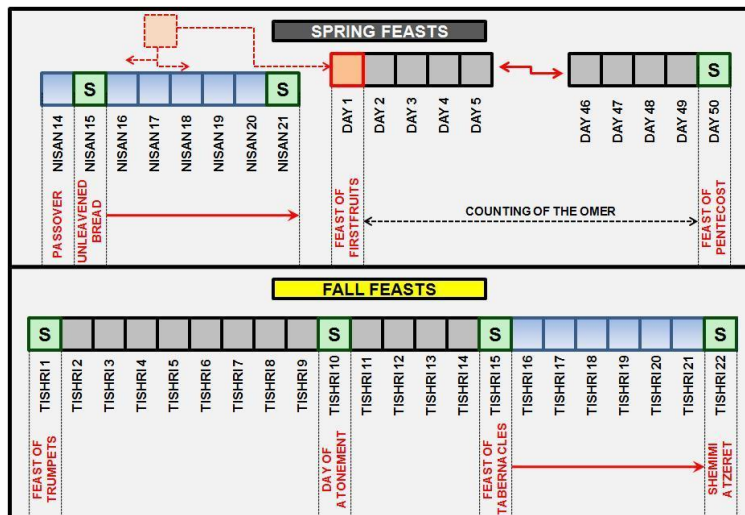 SPRING FEASTS
S
S
S
NISAN 14
NISAN 15
NISAN 16
NISAN 17
NISAN 18
NISAN 19
NISAN 20
NISAN 21
DAY 1
DAY 2
DAY 3
DAY 4
DAY 5
DAY 46
DAY 47
DAY 48
DAY 49
DAY 50
PASSOVER
UNLEAVENED
BREAD
FEAST OF
FIRSTFRUITS
COUNTING OF THE OMER
FEAST OF
PENTECOST
FALL FEASTS
S
S
S
S
TISHRI 1
TISHRI 2
TISHRI 3
TISHRI 4
TISHRI 5
TISHRI 6
TISHRI 7
TISHRI 8
TISHRI 9
TISHRI 10
TISHRI 11
TISHRI 12
TISHRI 13
TISHRI 14
TISHRI 15
TISHRI 16
TISHRI 17
TISHRI 18
TISHRI 19
TISHRI 20
TISHRI 21
TISHRI 22
FEAST OF
TRUMPETS
DAY OF
ATONEMENT
FEAST OF
TABERNACLES
SHEMIMI
ATZERET